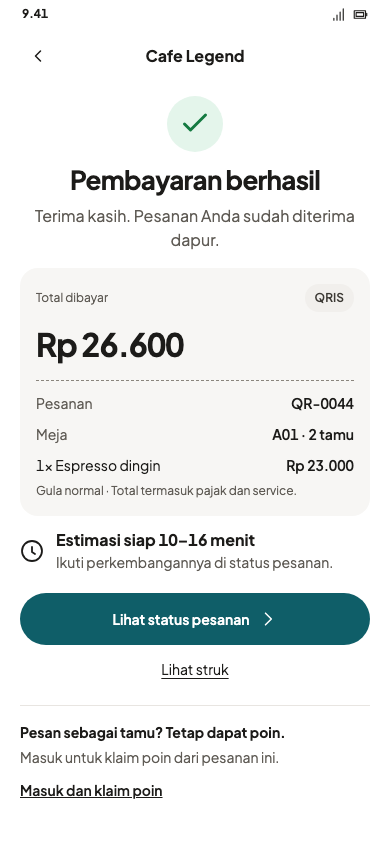 9.41
Cafe Legend
Pembayaran berhasil
Terima kasih. Pesanan Anda sudah diterima
dapur.
Total dibayar
QRIS
Rp 26.600
Pesanan
QR-0044
Meja
A01 · 2 tamu
1× Espresso dingin
Rp 23.000
Gula normal · Total termasuk pajak dan service.
Estimasi siap 10–16 menit
Ikuti perkembangannya di status pesanan.
Lihat status pesanan
Lihat struk
Pesan sebagai tamu? Tetap dapat poin.
Masuk untuk klaim poin dari pesanan ini.
Masuk dan klaim poin